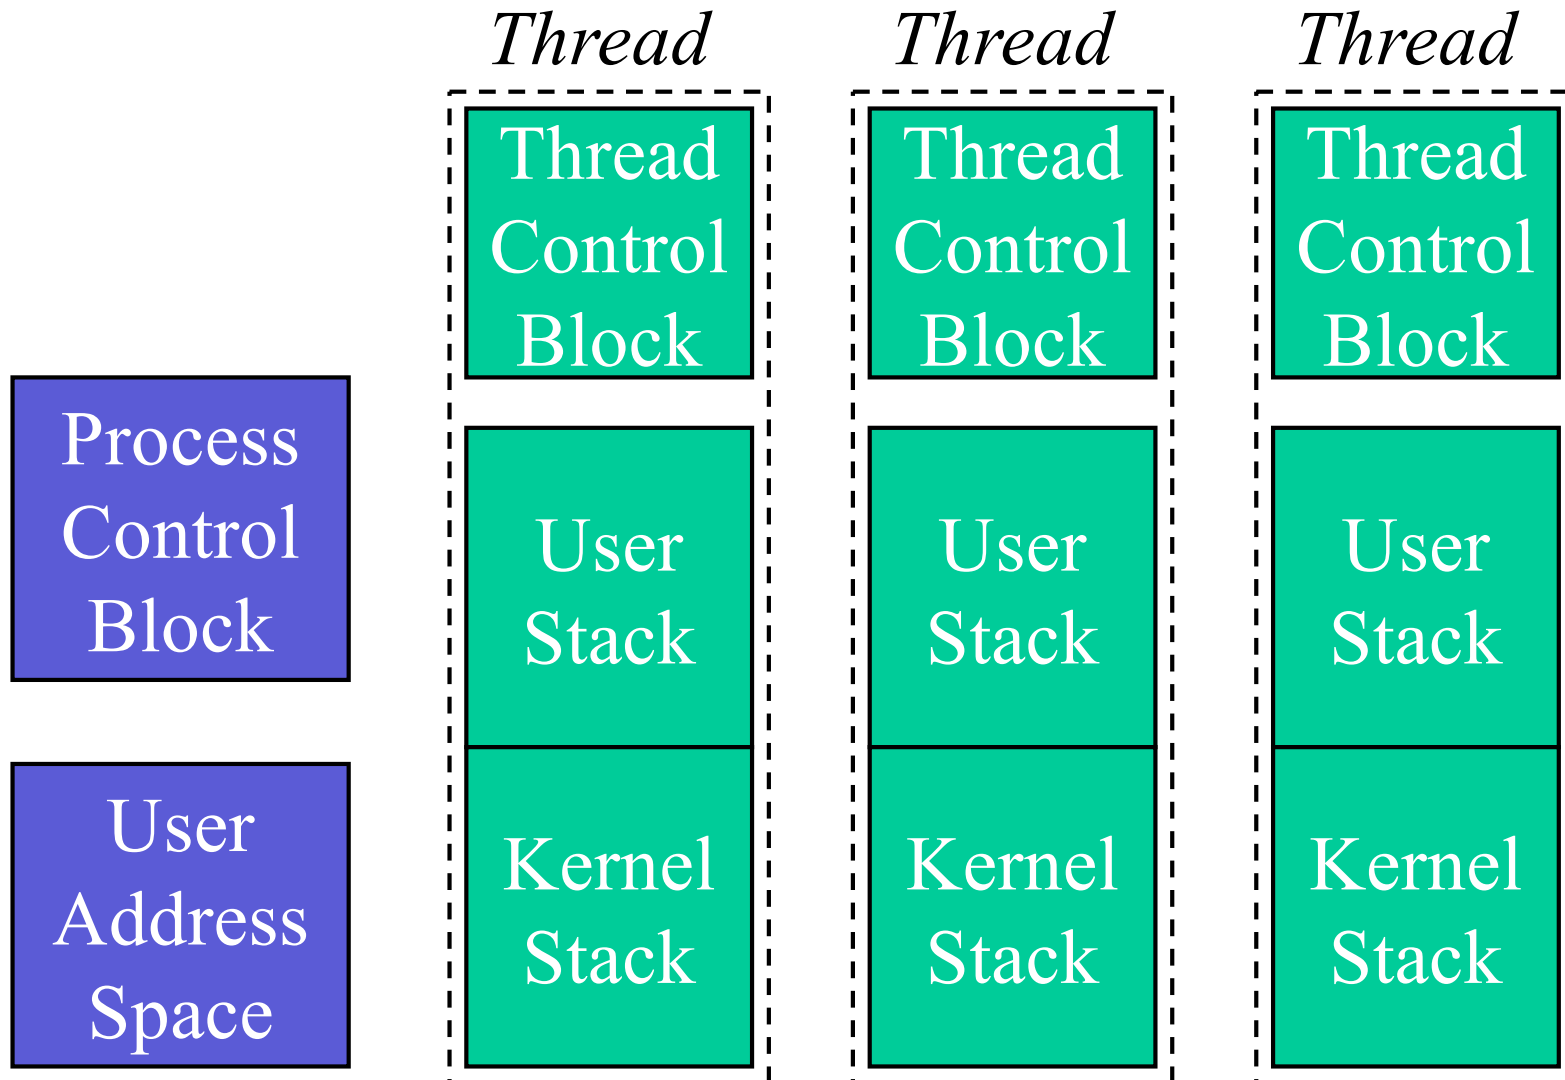 Thread
Thread
Thread
Thread
Control
Block
Thread
Control
Block
Thread
Control
Block
Process
Control
Block
User
Stack
User
Stack
User
Stack
User
Address
Space
Kernel
Stack
Kernel
Stack
Kernel
Stack